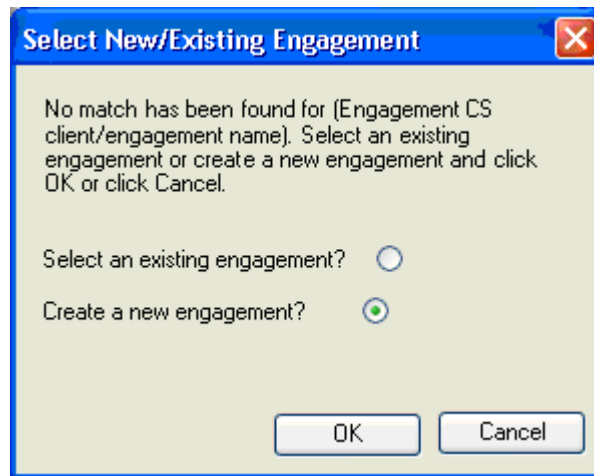 Select New/Existing Engagement
No match has been found for (Engagement CS
client/engagement name). Select an existing
engagement or create a new engagement and click
OK or click Cancel.
Select an existing engagement?
Create a new engagement?
OK Cancel